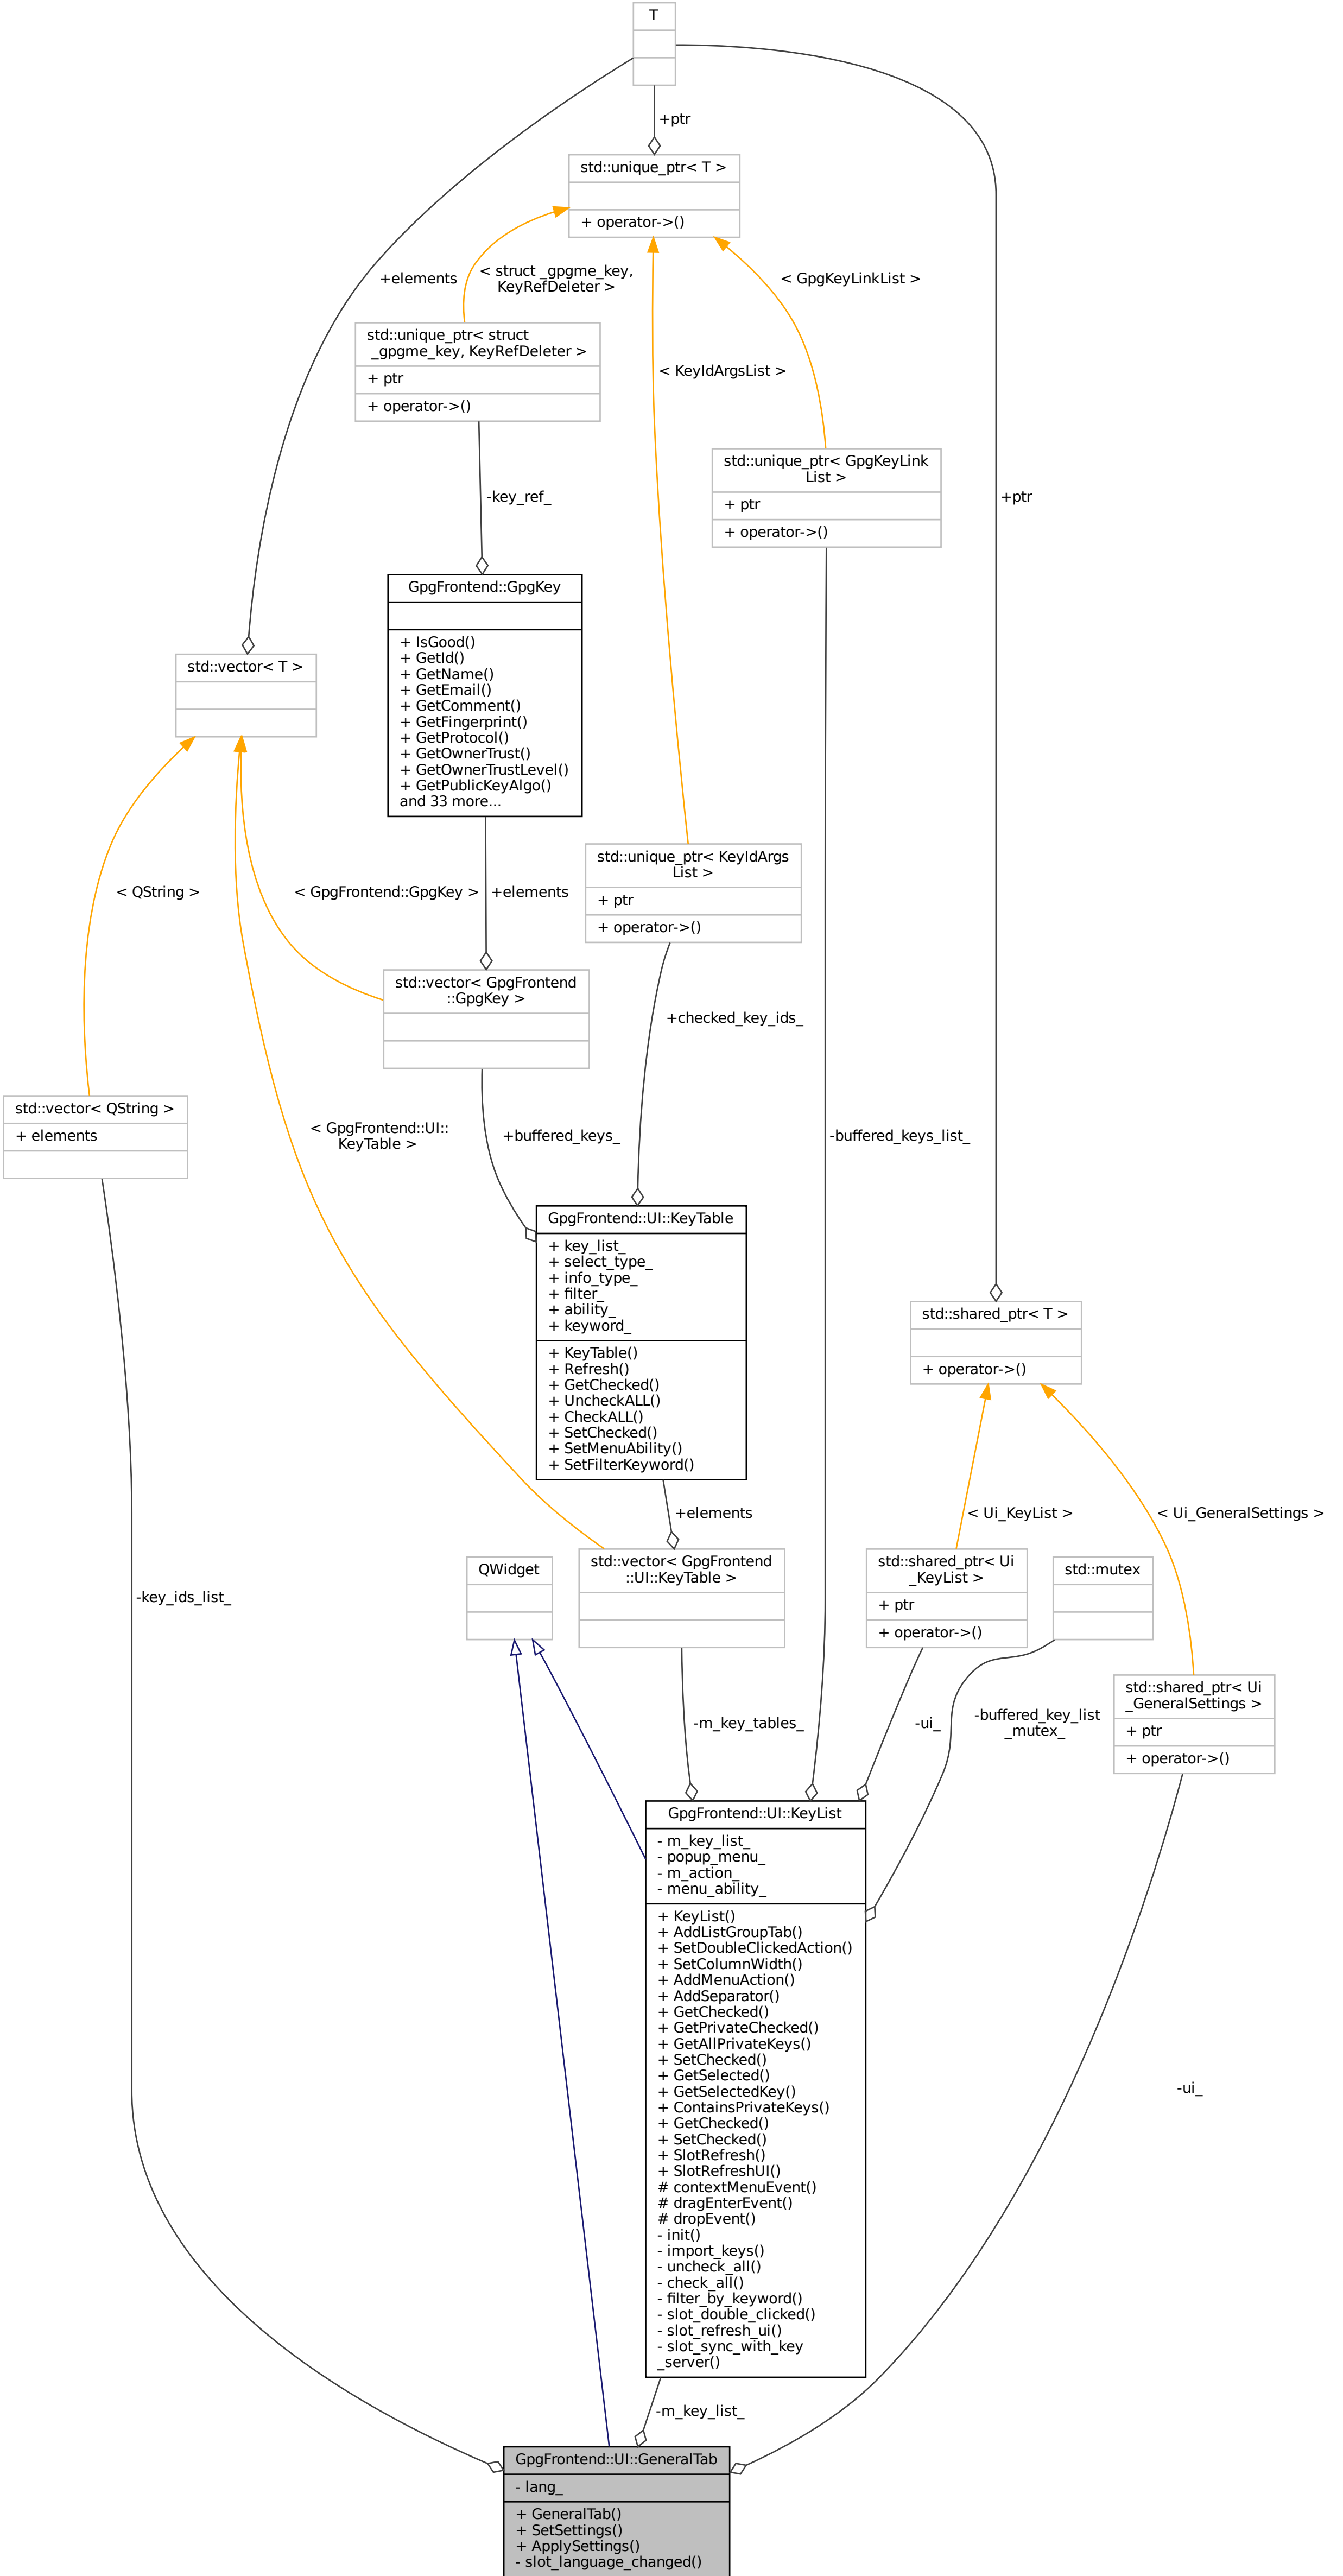 T
+ptr
std::unique_ptr< T >
+ operator->()
+elements
< struct _gpgme_key,
KeyRefDeleter >
< GpgKeyLinkList >
std::unique_ptr< struct
_gpgme_key, KeyRefDeleter >
+ ptr
+ operator->()
< KeyIdArgsList >
std::unique_ptr< GpgKeyLink
List >
+ ptr
+ operator->()
-key_ref_
+ptr
GpgFrontend::GpgKey
+ IsGood()
+ GetId()
+ GetName()
+ GetEmail()
+ GetComment()
+ GetFingerprint()
+ GetProtocol()
+ GetOwnerTrust()
+ GetOwnerTrustLevel()
+ GetPublicKeyAlgo()
and 33 more...
std::vector< T >
std::unique_ptr< KeyIdArgs
List >
+ ptr
+ operator->()
< QString >
< GpgFrontend::GpgKey >
+elements
std::vector< GpgFrontend
::GpgKey >
+checked_key_ids_
std::vector< QString >
+ elements
< GpgFrontend::UI::
KeyTable >
+buffered_keys_
-buffered_keys_list_
GpgFrontend::UI::KeyTable
+ key_list_
+ select_type_
+ info_type_
+ filter_
+ ability_
+ keyword_
+ KeyTable()
+ Refresh()
+ GetChecked()
+ UncheckALL()
+ CheckALL()
+ SetChecked()
+ SetMenuAbility()
+ SetFilterKeyword()
std::shared_ptr< T >
+ operator->()
+elements
< Ui_KeyList >
< Ui_GeneralSettings >
-key_ids_list_
QWidget
std::vector< GpgFrontend
::UI::KeyTable >
std::shared_ptr< Ui
_KeyList >
+ ptr
+ operator->()
std::mutex
std::shared_ptr< Ui
_GeneralSettings >
+ ptr
+ operator->()
-m_key_tables_
-ui_
-buffered_key_list
_mutex_
GpgFrontend::UI::KeyList
- m_key_list_
- popup_menu_
- m_action_
- menu_ability_
+ KeyList()
+ AddListGroupTab()
+ SetDoubleClickedAction()
+ SetColumnWidth()
+ AddMenuAction()
+ AddSeparator()
+ GetChecked()
+ GetPrivateChecked()
+ GetAllPrivateKeys()
+ SetChecked()
+ GetSelected()
+ GetSelectedKey()
+ ContainsPrivateKeys()
+ GetChecked()
+ SetChecked()
+ SlotRefresh()
+ SlotRefreshUI()
# contextMenuEvent()
# dragEnterEvent()
# dropEvent()
- init()
- import_keys()
- uncheck_all()
- check_all()
- filter_by_keyword()
- slot_double_clicked()
- slot_refresh_ui()
- slot_sync_with_key
_server()
-ui_
-m_key_list_
GpgFrontend::UI::GeneralTab
- lang_
+ GeneralTab()
+ SetSettings()
+ ApplySettings()
- slot_language_changed()